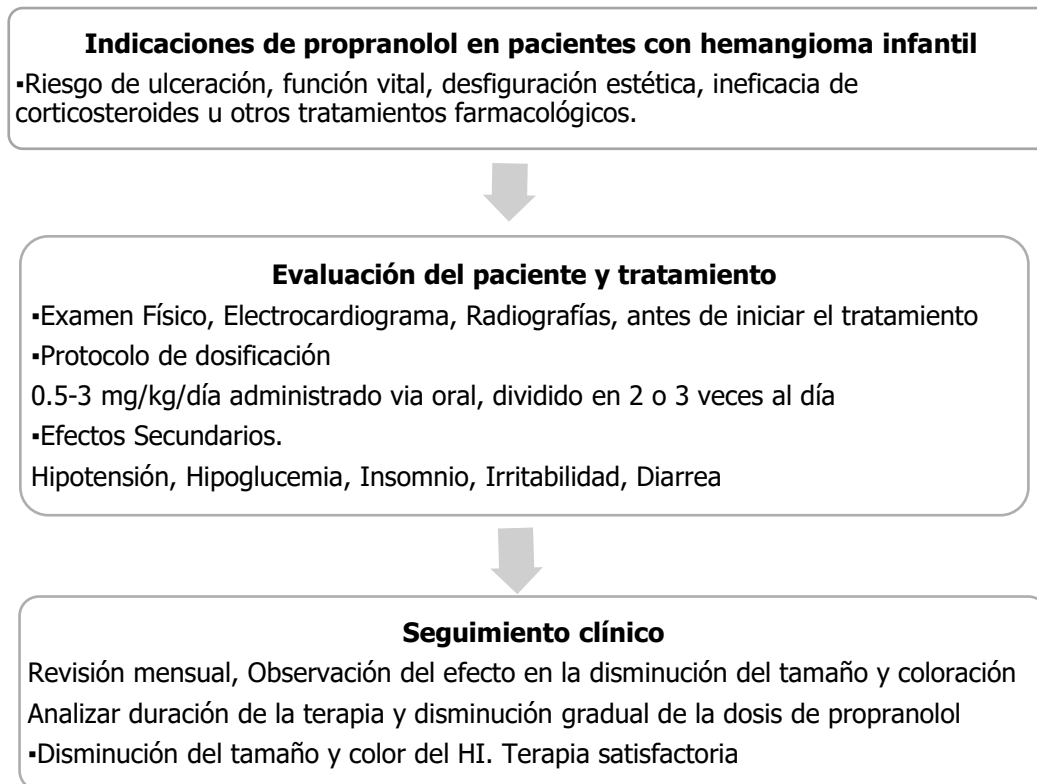 Indicaciones de propranolol en pacientes con hemangioma infantil
▪Riesgo de ulceración, función vital, desfiguración estética, ineficacia de
corticosteroides u otros tratamientos farmacológicos.
Evaluación del paciente y tratamiento
▪Examen Físico, Electrocardiograma, Radiografías, antes de iniciar el tratamiento
▪Protocolo de dosificación
0.5-3 mg/kg/día administrado via oral, dividido en 2 o 3 veces al día
▪Efectos Secundarios.
Hipotensión, Hipoglucemia, Insomnio, Irritabilidad, Diarrea
Seguimiento clínico
Revisión mensual, Observación del efecto en la disminución del tamaño y coloración
Analizar duración de la terapia y disminución gradual de la dosis de propranolol
▪Disminución del tamaño y color del HI. Terapia satisfactoria